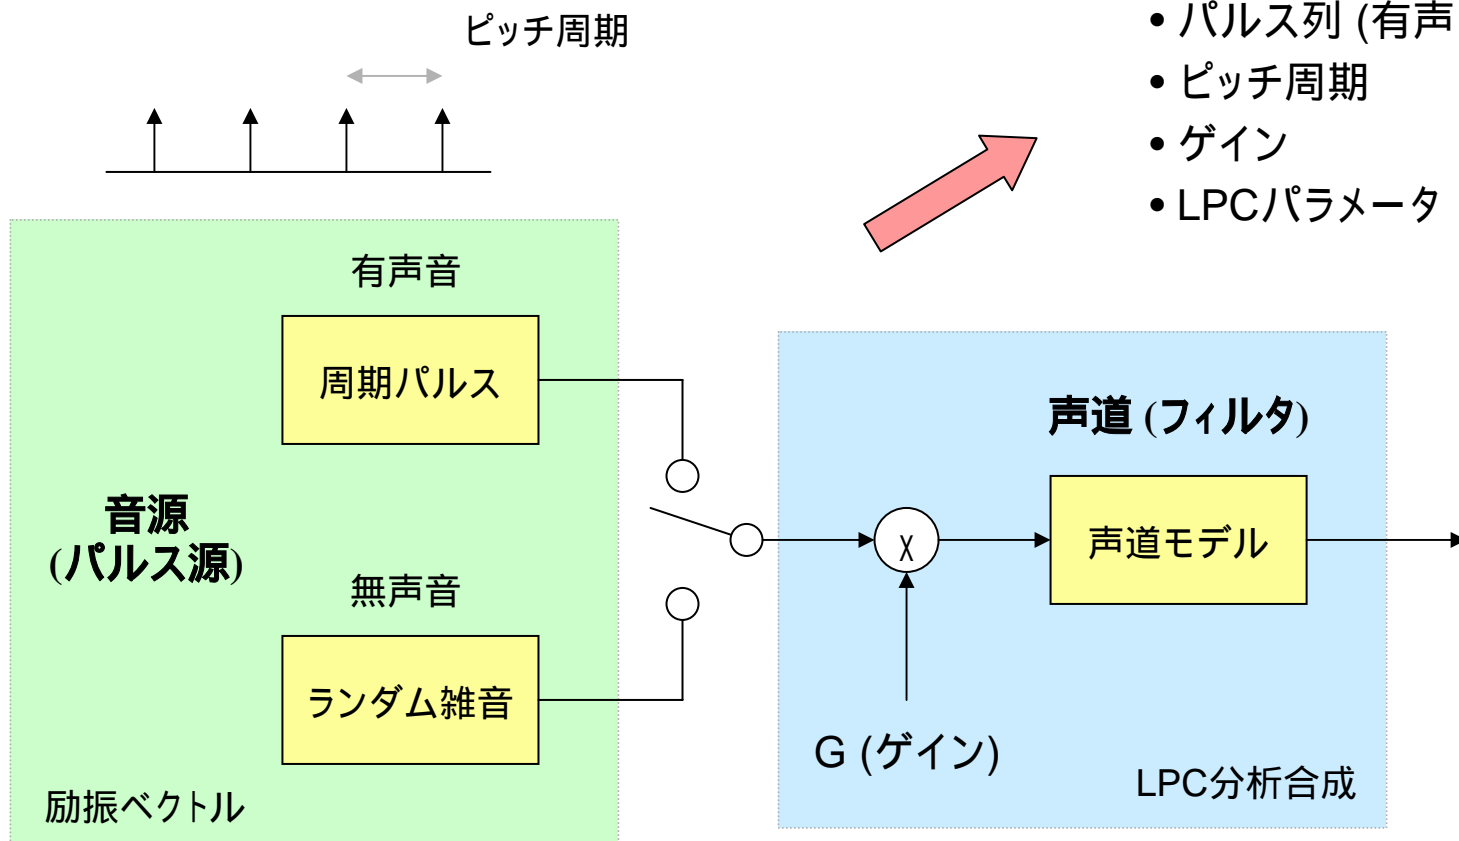 ピッチ周期
• パルス列 (有声
• ピッチ周期
• ゲイン
• LPCパラメータ
有声音
周期パルス
音源
(パルス源)
無声音
ランダム雑音
励振ベクトル
声道 (フィルタ)
x
声道モデル
G (ゲイン)
LPC分析合成